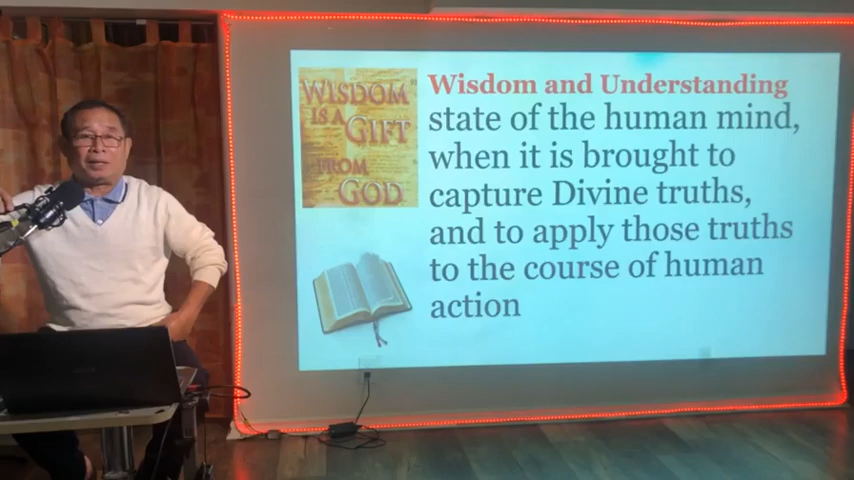 WISDOM
IS A
GIFT
FROM
GOD
Wisdom and Understanding
state of the human mind,
when it is brought to
capture Divine truths,
and to apply those truths
to the course of human
action